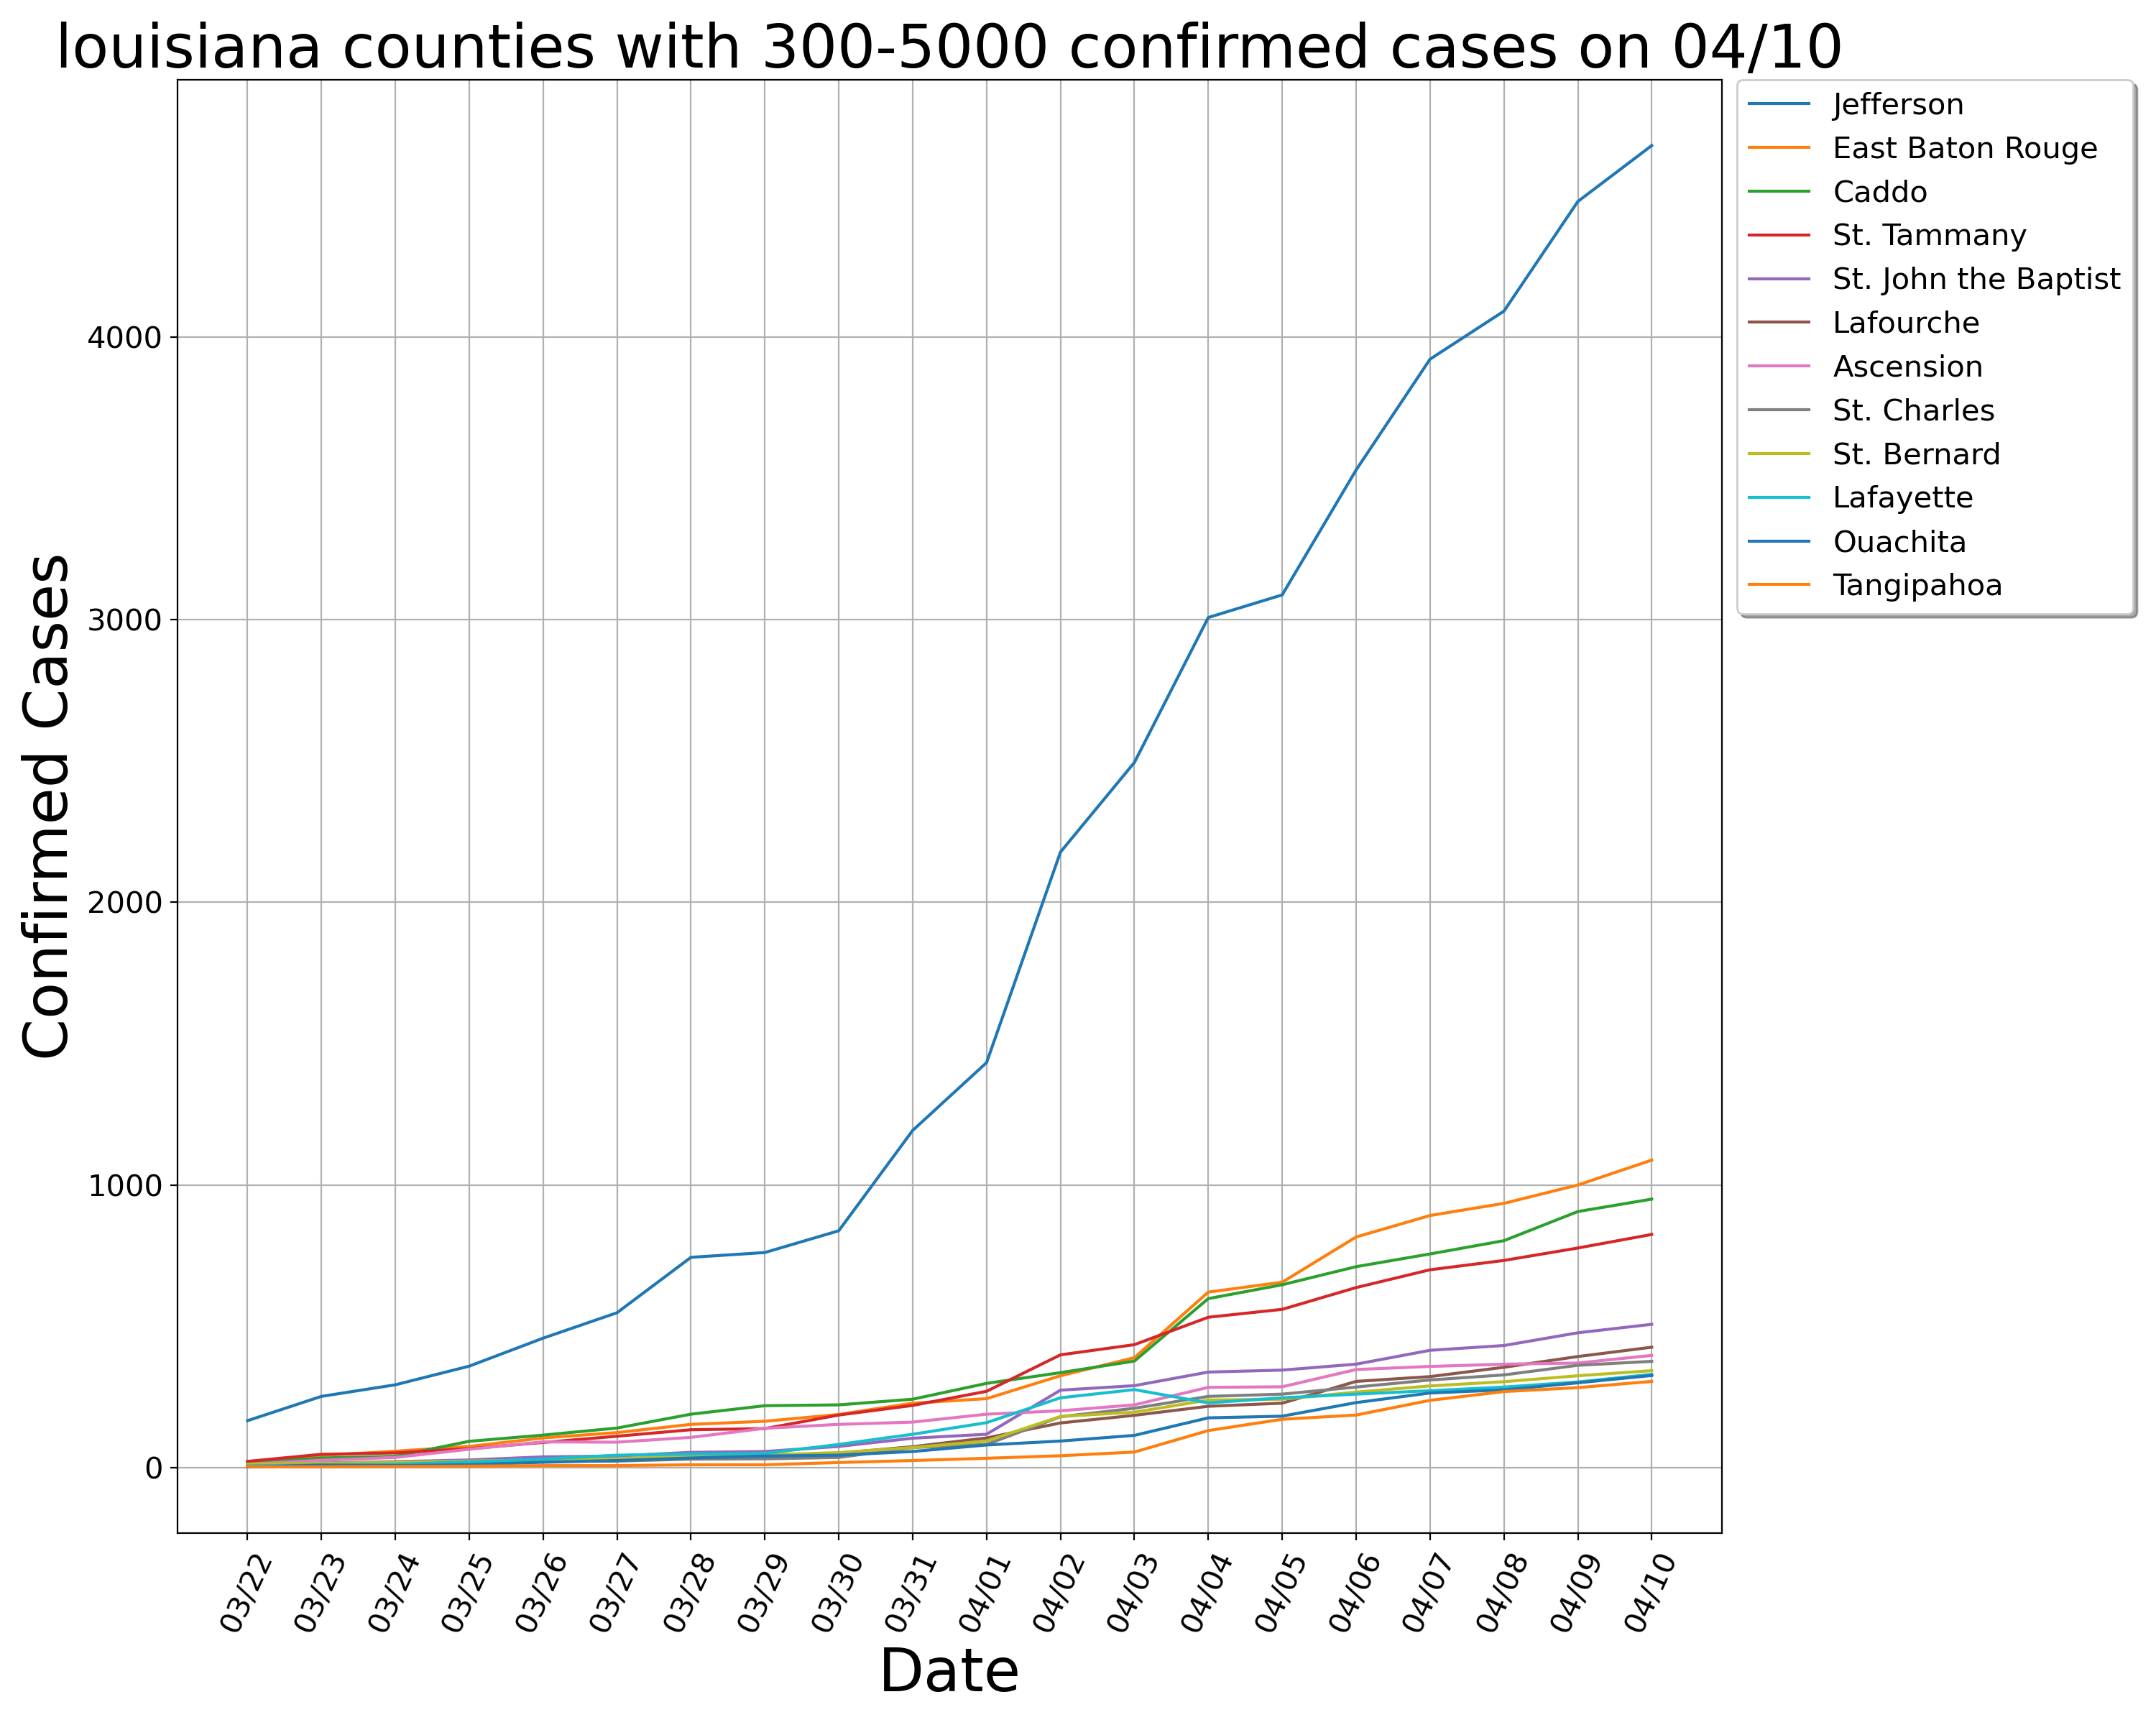 louisiana counties with 300-5000 confirmed cases on 04/10
Jefferson
East Baton Rouge
Caddo
St. Tammany
St. John the Baptist
Lafourche
Ascension
St. Charles
St. Bernard
Lafayette
Ouachita
Tangipahoa
Confirmed Cases
4000
3000
2000
1000
0
03/22
03/23
03/24
03/25
03/26
03/27
03/28
03/29
03/30
03/31
04/01
04/02
04/03
04/04
04/05
04/06
04/07
04/08
04/09
04/10
Date